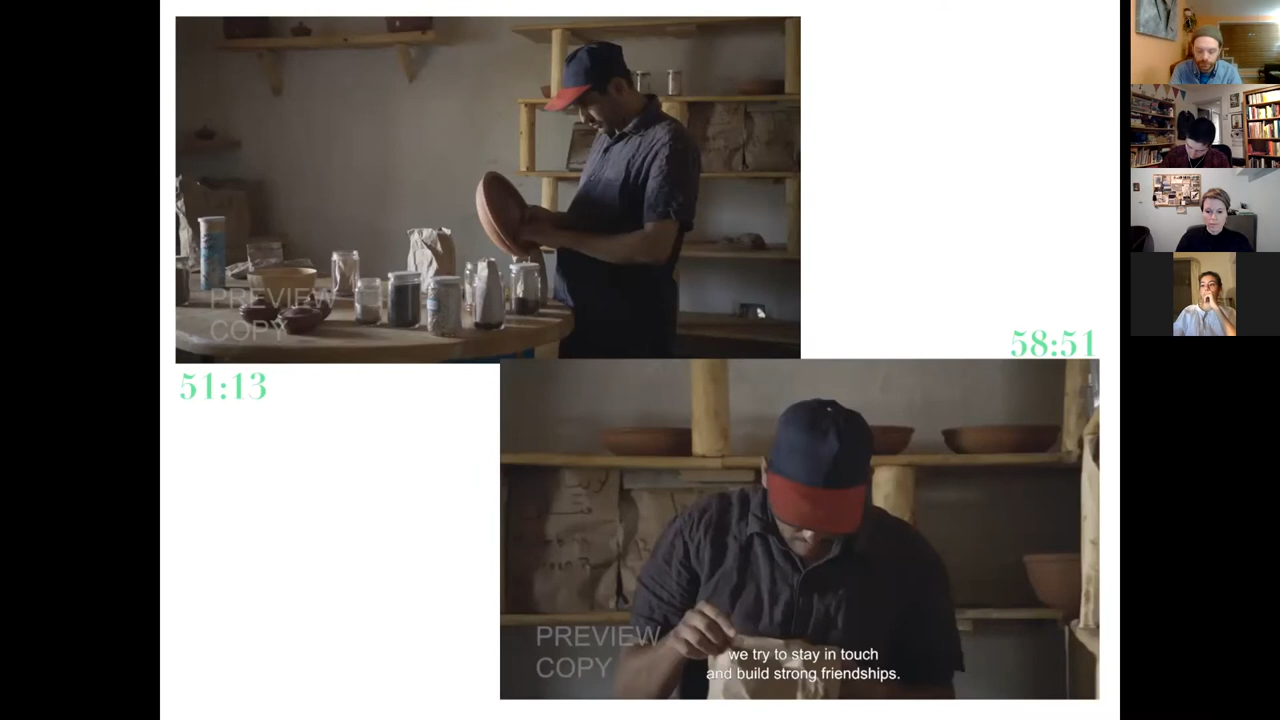 PREVIEW
COPY
51:13
58:51
PREVIEW
COPY
we try to stay in touch
and build strong friendships.